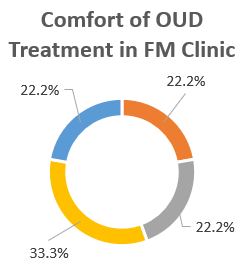 Comfort of OUD
Treatment in FM Clinic
22.2%
22.2%
22.2%
33.3%